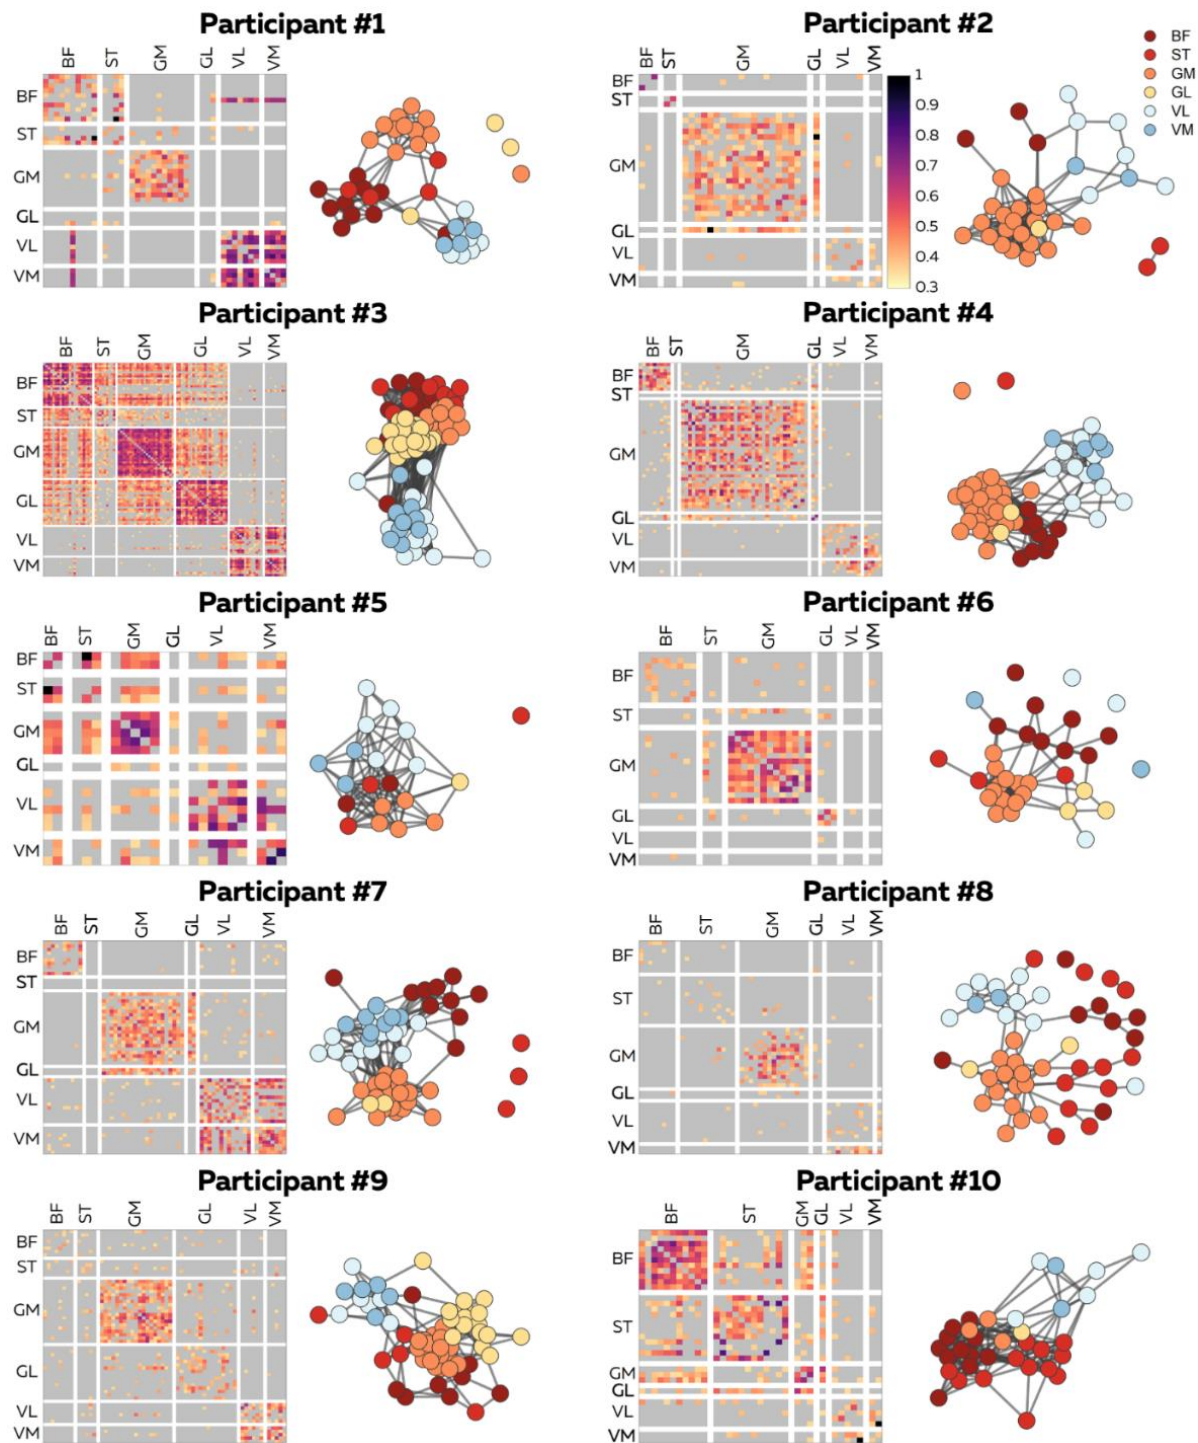 Participant #1
BF ST GM GL VL VM
BF
ST
GM
GL
VL
VM
Participant #2
BF ST GM GL VL VM
BF
ST
GM
GL
VL
VM
1
0.9
0.8
0.7
0.6
0.5
0.4
0.3
BF
ST
GM
GL
VL
VM
Participant #3
BF ST GM GL VL VM
BF
ST
GM
GL
VL
VM
Participant #4
BF ST GM GL VL VM
BF
ST
GM
GL
VL
VM
Participant #5
BF ST GM GL VL VM
BF
ST
GM
GL
VL
VM
Participant #6
BF ST GM GL VL VM
BF
ST
GM
GL
VL
VM
Participant #7
BF ST GM GL VL VM
BF
ST
GM
GL
VL
VM
Participant #8
BF ST GM GL VL VM
BF
ST
GM
GL
VL
VM
Participant #9
BF ST GM GL VL VM
BF
ST
GM
GL
VL
VM
Participant #10
BF ST GM GL VL VM
BF
ST
GM
GL
VL
VM